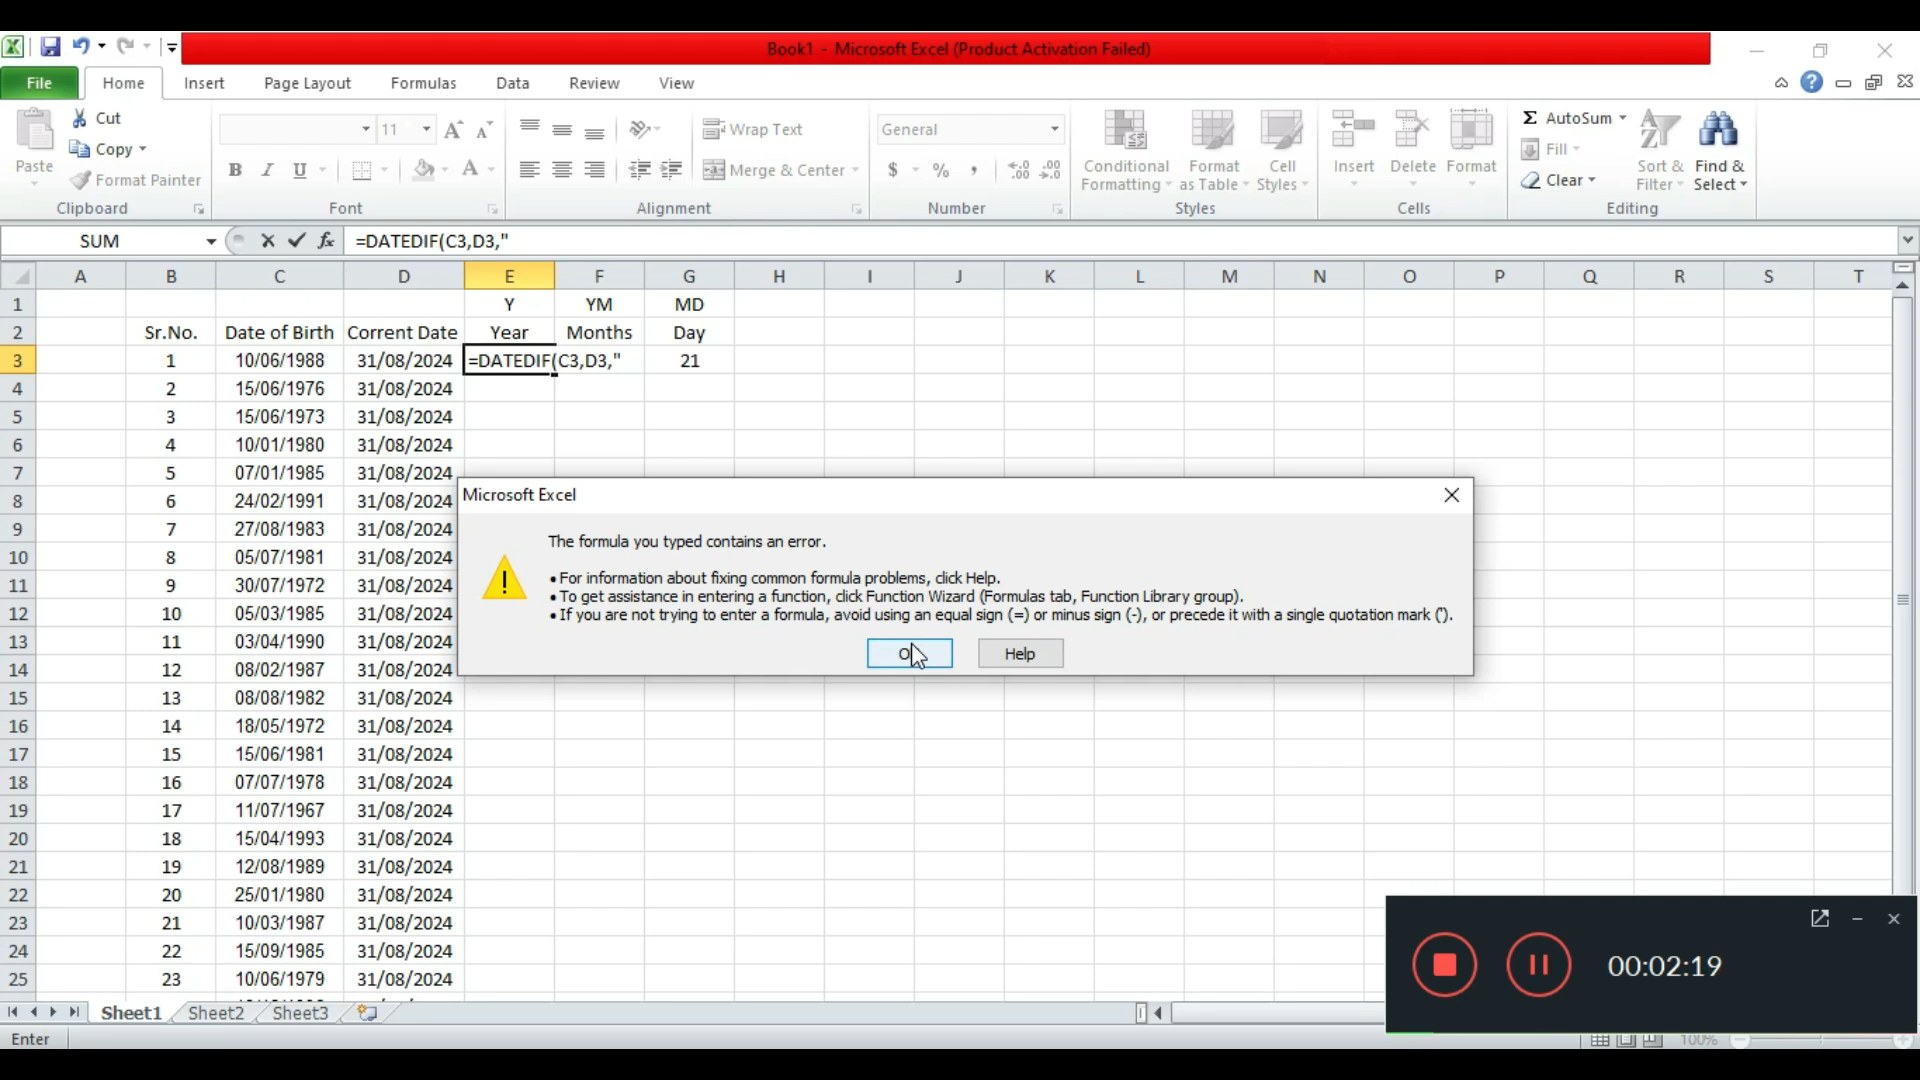 Book1 - Microsoft Excel (Product Activation Failed)
File Home Insert Page Layout Formulas Data Review View
Cut AutoSum
11 Wrap Text General
Paste Copy Conditional Formatting Format as Table Cell Styles Insert Delete Format Fill Sort & Filter Find & Select
Format Painter B I U A Merge & Center $ % , Clear
Clipboard Font Alignment Number Styles Cells Editing
SUM fx =DATEDIF(C3,D3,"
A B C D E F G H I J K L M N O P Q R S T
1 Y YM MD
2 Sr.No. Date of Birth Corrent Date Year Months Day
3 1 10/06/1988 31/08/2024 =DATEDIF(C3,D3," 21
4 2 15/06/1976 31/08/2024
5 3 15/06/1973 31/08/2024
6 4 10/01/1980 31/08/2024
7 5 07/01/1985 31/08/2024
8 6 24/02/1991 31/08/2024
9 7 27/08/1983 31/08/2024
10 8 05/07/1981 31/08/2024
11 9 30/07/1972 31/08/2024
12 10 05/03/1985 31/08/2024
13 11 03/04/1990 31/08/2024
14 12 08/02/1987 31/08/2024
15 13 08/08/1982 31/08/2024
16 14 18/05/1972 31/08/2024
17 15 15/06/1981 31/08/2024
18 16 07/07/1978 31/08/2024
19 17 11/07/1967 31/08/2024
20 18 15/04/1993 31/08/2024
21 19 12/08/1989 31/08/2024
22 20 25/01/1980 31/08/2024
23 21 10/03/1987 31/08/2024
24 22 15/09/1985 31/08/2024
25 23 10/06/1979 31/08/2024
Microsoft Excel
The formula you typed contains an error.
• For information about fixing common formula problems, click Help.
• To get assistance in entering a function, click Function Wizard (Formulas tab, Function Library group).
• If you are not trying to enter a formula, avoid using an equal sign (=) or minus sign (-), or precede it with a single quotation mark (').
Help
00:02:19
Sheet1 Sheet2 Sheet3
Enter 100%